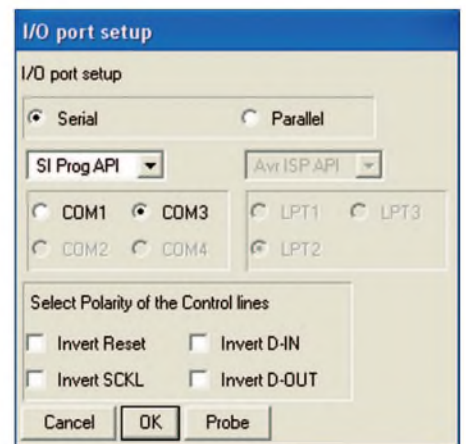 I/O port setup
I/O port setup
Serial Parallel
SI Prog API Avr ISP API
COM1 COM3 LPT1 LPT3
COM2 COM4 LPT2
Select Polarity of the Control lines
Invert Reset Invert D-IN
Invert SCKL Invert D-OUT
Cancel OK Probe